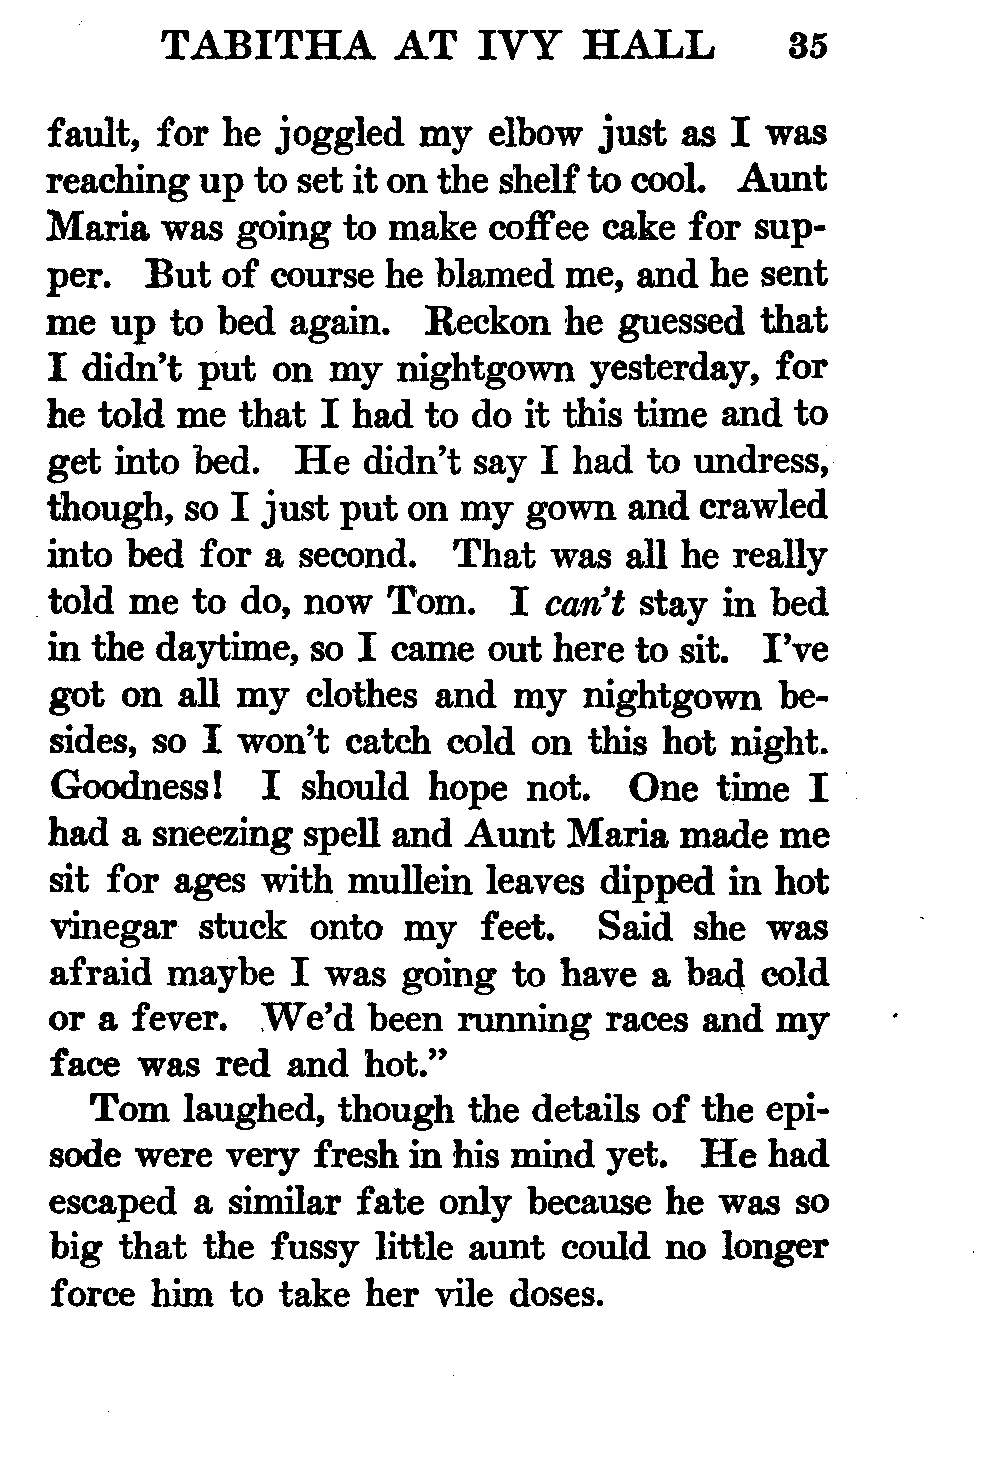 TABITHA AT IVY HALL 35
fault, for he joggled my elbow just as I was
reaching up to set it on the shelf to cool. Aunt
Maria was going to make coffee cake for sup-
per. But of course he blamed me, and he sent
me up to bed again. Reckon he guessed that
I didn't put on my nightgown yesterday, for
he told me that I had to do it this time and to
get into bed. He didn't say I had to undress,
though, so I just put on my gown and crawled
into bed for a second. That was all he really
told me to do, now Tom. I can't stay in bed
in the daytime, so I came out here to sit. I've
got on all my clothes and my nightgown be-
sides, so I won't catch cold on this hot night.
Goodness! I should hope not. One time I
had a sneezing spell and Aunt Maria made me
sit for ages with mullein leaves dipped in hot
vinegar stuck onto my feet. Said she was
afraid maybe I was going to have a bad cold
or a fever. We'd been running races and my
face was red and hot."
Tom laughed, though the details of the epi-
sode were very fresh in his mind yet. He had
escaped a similar fate only because he was so
big that the fussy little aunt could no longer
force him to take her vile doses.